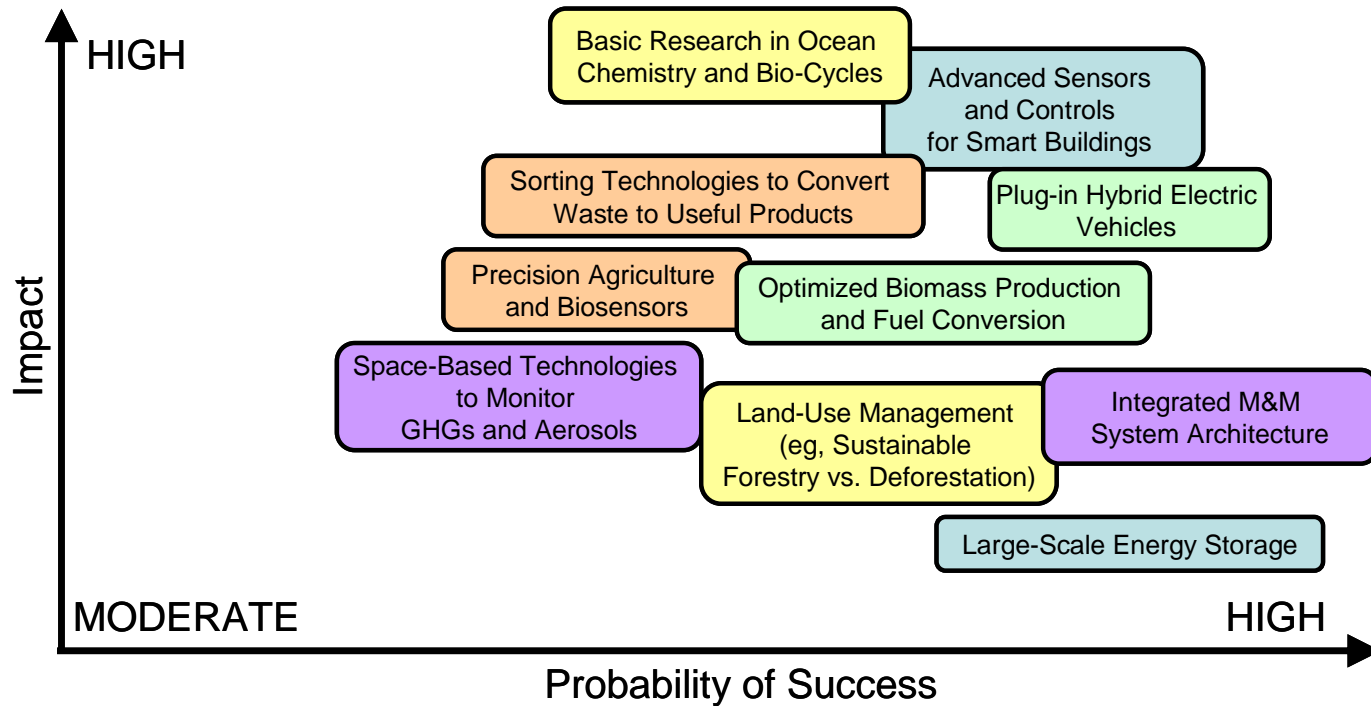 HIGH
Basic Research in Ocean
Chemistry and Bio-Cycles
Advanced Sensors
and Controls
for Smart Buildings
Sorting Technologies to Convert
Waste to Useful Products
Plug-in Hybrid Electric
Vehicles
Precision Agriculture
and Biosensors
Optimized Biomass Production
and Fuel Conversion
Impact
Space-Based Technologies
to Monitor
GHGs and Aerosols
Land-Use Management
(eg, Sustainable
Forestry vs. Deforestation)
Integrated M&M
System Architecture
Large-Scale Energy Storage
MODERATE
HIGH
Probability of Success